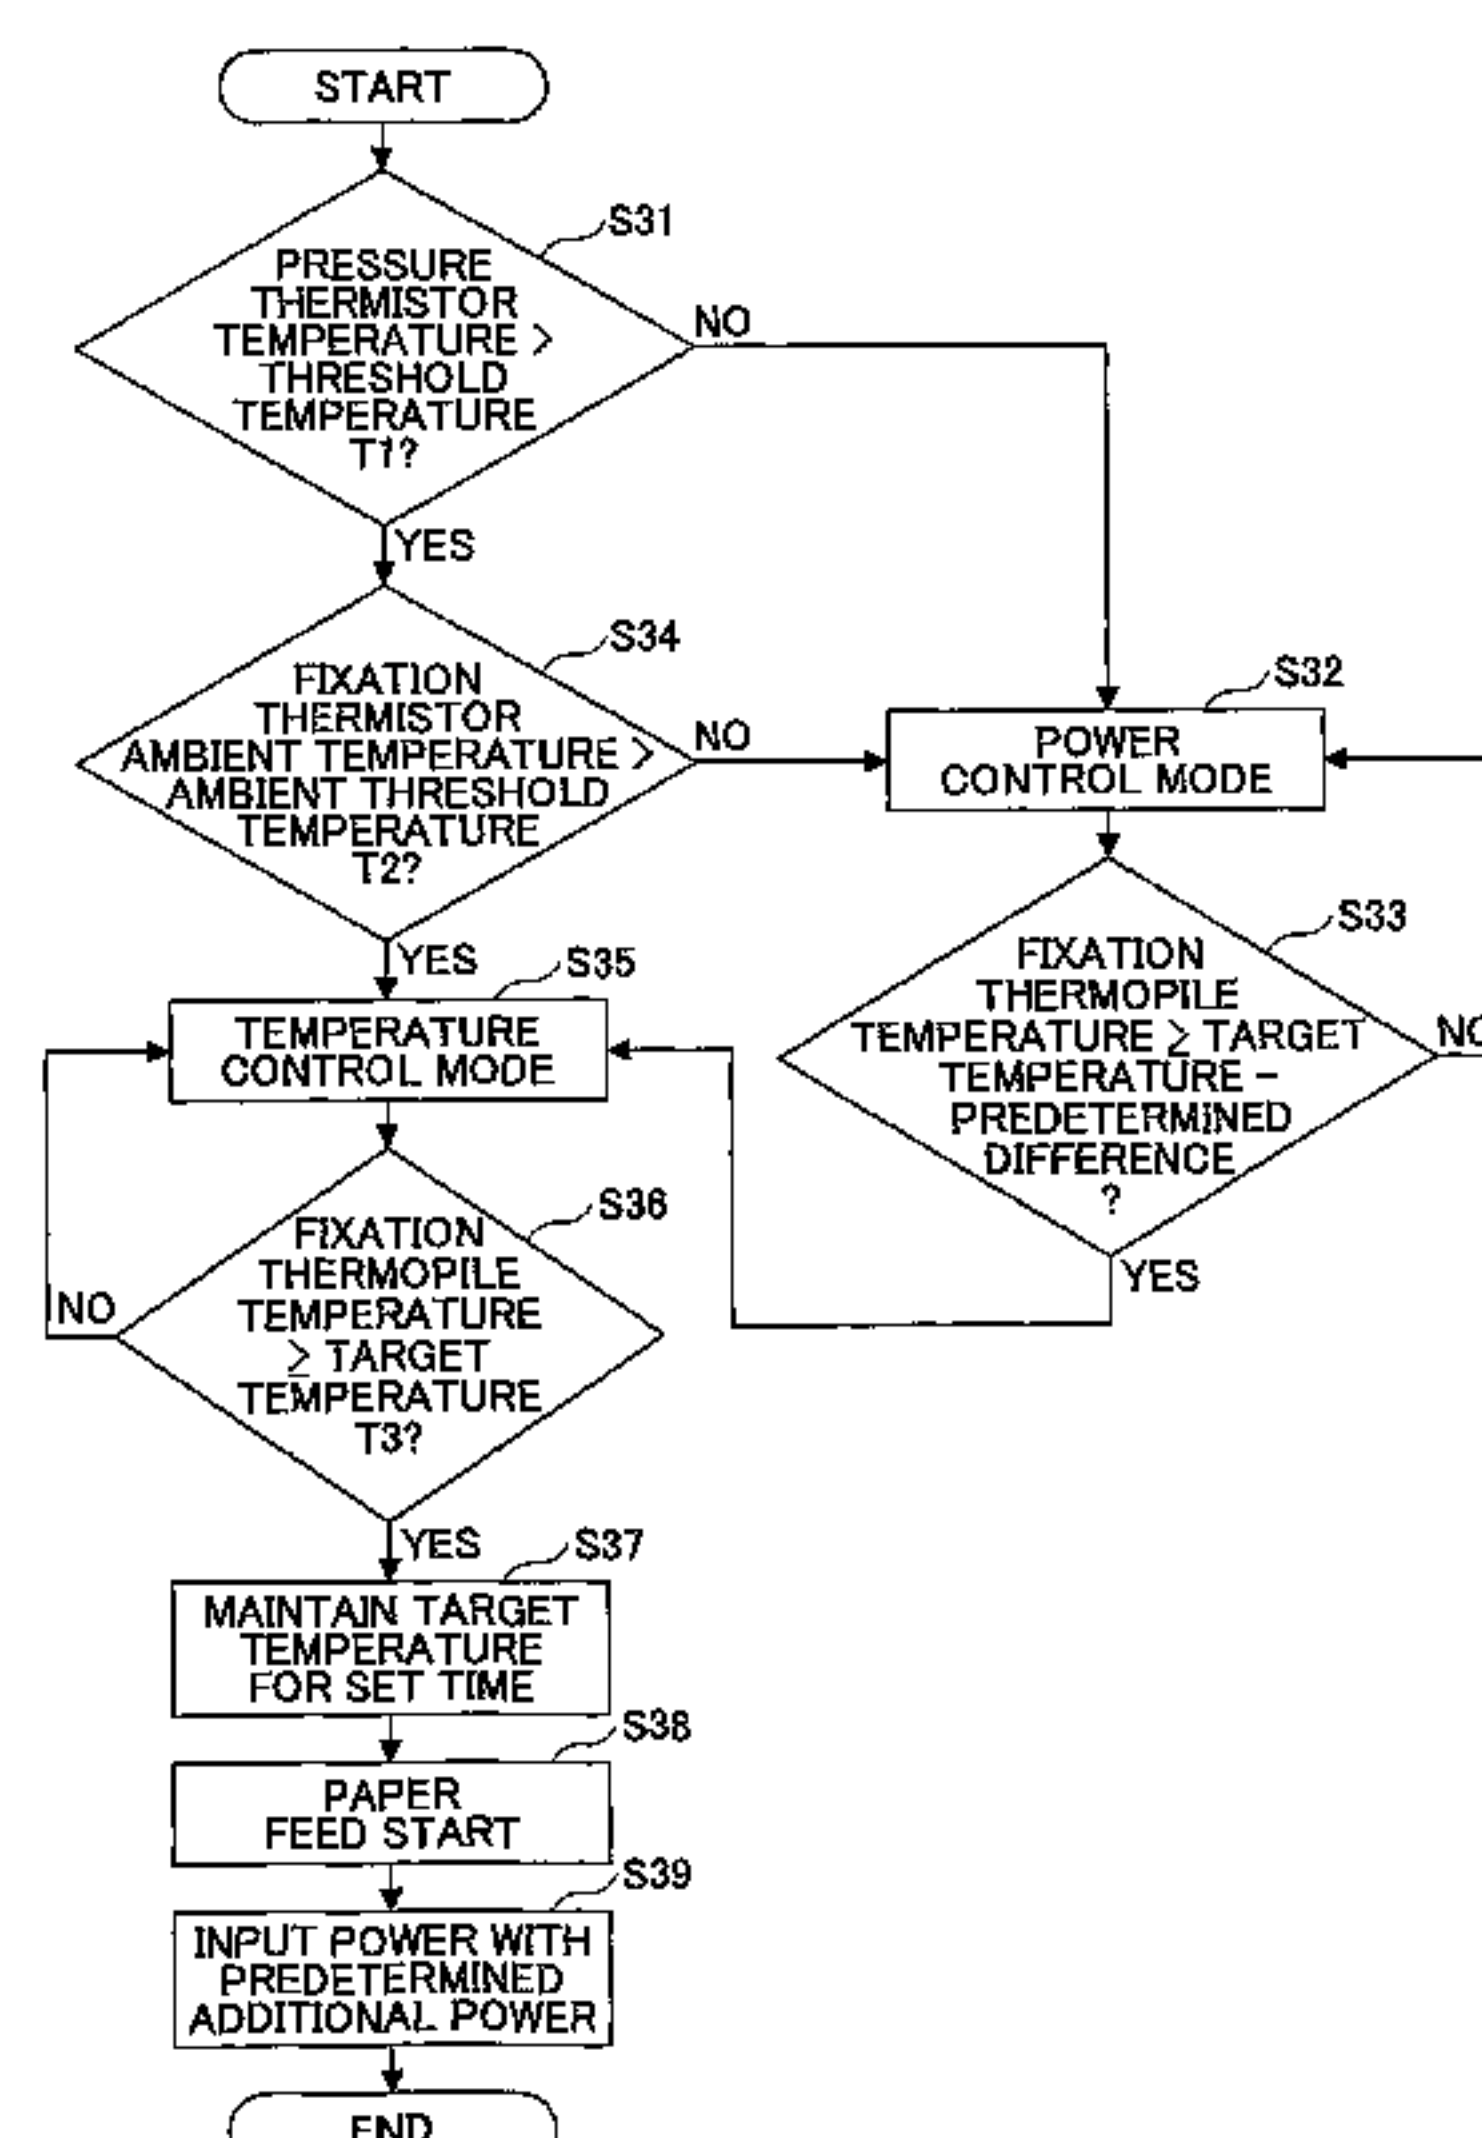 START
S31
PRESSURE
THERMISTOR
TEMPERATURE >
THRESHOLD
TEMPERATURE
T1?
NO
YES
S34
FIXATION
THERMISTOR
AMBIENT TEMPERATURE >
AMBIENT THRESHOLD
TEMPERATURE
T2?
NO
YES
S32
POWER
CONTROL MODE
S33
FIXATION
THERMOPILE
TEMPERATURE ≥ TARGET
TEMPERATURE −
PREDETERMINED
DIFFERENCE
?
NO
YES
S35
TEMPERATURE
CONTROL MODE
S36
FIXATION
THERMOPILE
TEMPERATURE
≥ TARGET
TEMPERATURE
T3?
NO
YES
S37
MAINTAIN TARGET
TEMPERATURE
FOR SET TIME
S38
PAPER
FEED START
S39
INPUT POWER WITH
PREDETERMINED
ADDITIONAL POWER
END